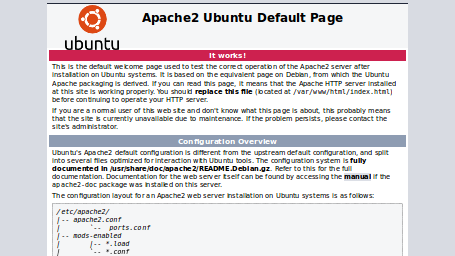 Apache2 Ubuntu Default Page
ubuntu
It works!
This is the default welcome page used to test the correct operation of the Apache2 server after
installation on Ubuntu systems. It is based on the equivalent page on Debian, from which the Ubuntu
Apache packaging is derived. If you can read this page, it means that the Apache HTTP server installed
at this site is working properly. You should replace this file (located at /var/www/html/index.html)
before continuing to operate your HTTP server.
If you are a normal user of this web site and don't know what this page is about, this probably means
that the site is currently unavailable due to maintenance. If the problem persists, please contact the
site's administrator.
Configuration Overview
Ubuntu's Apache2 default configuration is different from the upstream default configuration, and split
into several files optimized for interaction with Ubuntu tools. The configuration system is fully
documented in /usr/share/doc/apache2/README.Debian.gz. Refer to this for the full
documentation. Documentation for the web server itself can be found by accessing the manual if the
apache2-doc package was installed on this server.
The configuration layout for an Apache2 web server installation on Ubuntu systems is as follows:
/etc/apache2/
|-- apache2.conf
|       `--  ports.conf
|-- mods-enabled
|       |-- *.load
|       `-- *.conf